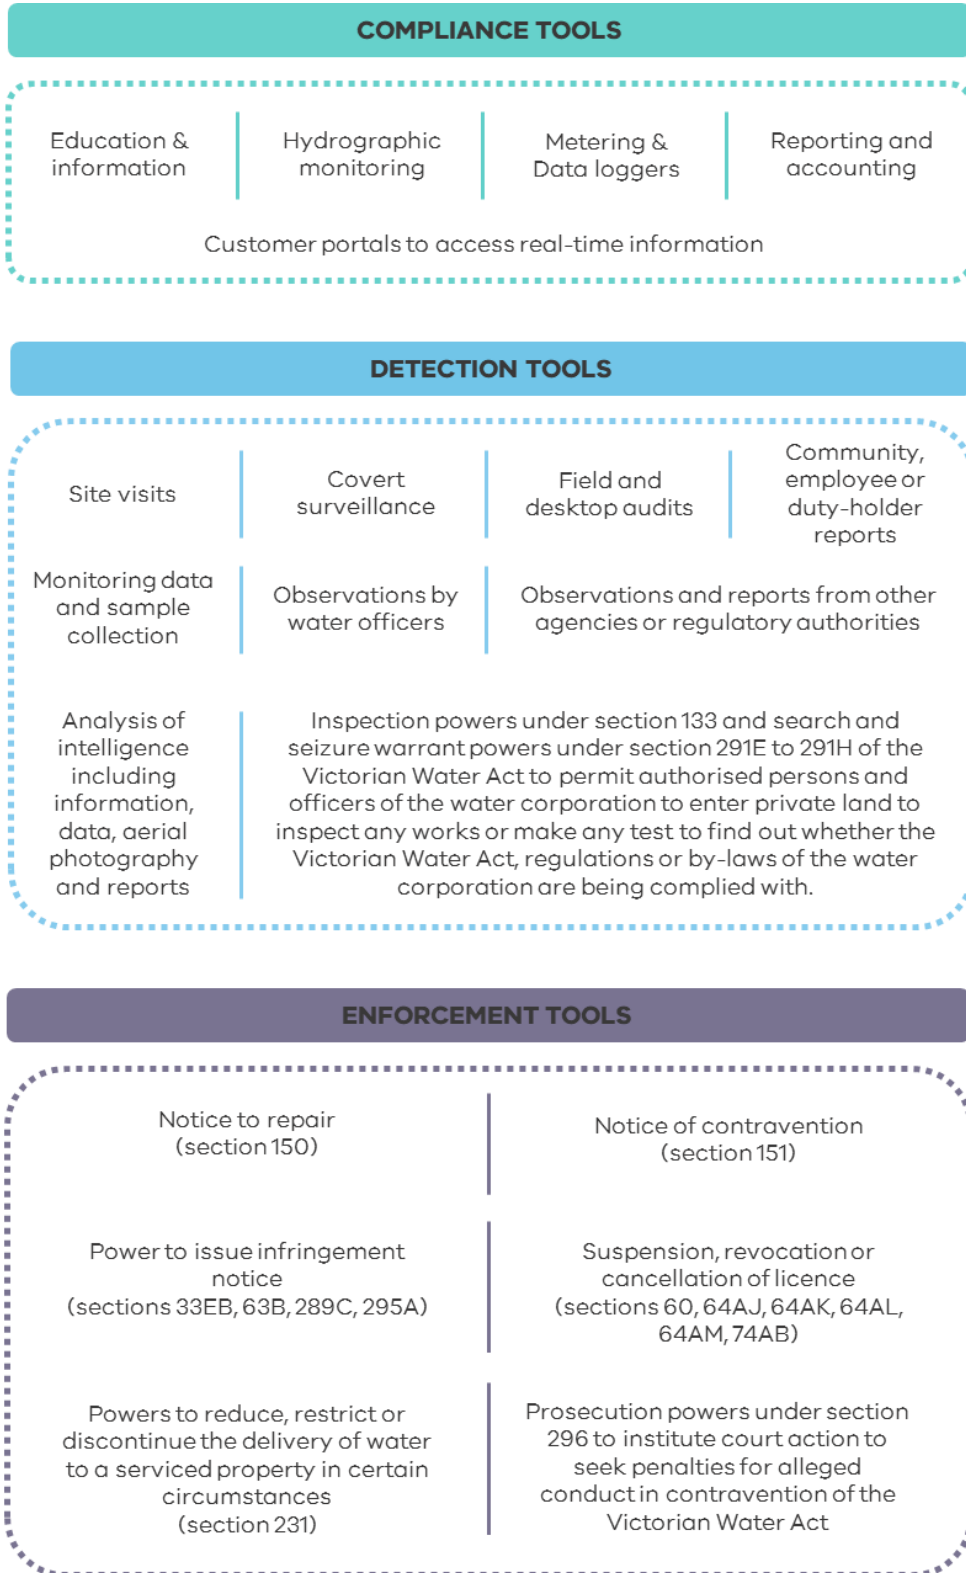 COMPLIANCE TOOLS
Education &
information
Hydrographic
monitoring
Metering &
Data loggers
Reporting and
accounting
Customer portals to access real-time information
DETECTION TOOLS
Site visits
Covert
surveillance
Field and
desktop audits
Community,
employee or
duty-holder
reports
Monitoring data
and sample
collection
Observations by
water officers
Observations and reports from other
agencies or regulatory authorities
Analysis of
intelligence
including
information,
data, aerial
photography
and reports
Inspection powers under section 133 and search and
seizure warrant powers under section 291E to 291H of the
Victorian Water Act to permit authorised persons and
officers of the water corporation to enter private land to
inspect any works or make any test to find out whether the
Victorian Water Act, regulations or by-laws of the water
corporation are being complied with.
ENFORCEMENT TOOLS
Notice to repair
(section 150)
Notice of contravention
(section 151)
Power to issue infringement
notice
(sections 33EB, 63B, 289C, 295A)
Suspension, revocation or
cancellation of licence
(sections 60, 64AJ, 64AK, 64AL,
64AM, 74AB)
Powers to reduce, restrict or
discontinue the delivery of water
to a serviced property in certain
circumstances
(section 231)
Prosecution powers under section
296 to institute court action to
seek penalties for alleged
conduct in contravention of the
Victorian Water Act